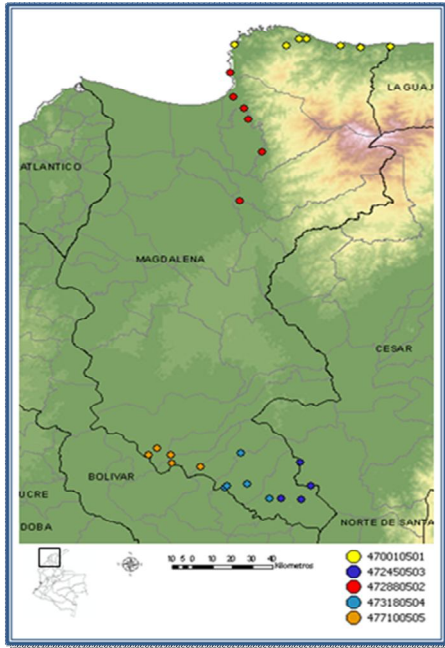 LA GUAJ
ATLANTICO
MAGDALENA
CESAR
BOLIVAR
UCRE
DOBA
NORTE DE SANTA
10 5 0 10 20 30 40
Kilometros
470010501
472450503
472880502
473180504
477100505